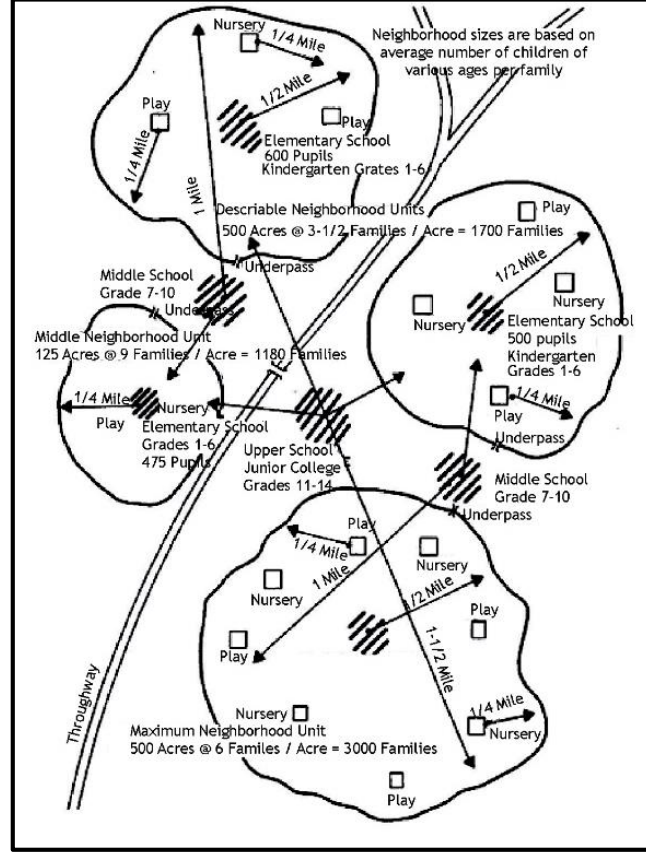 Nursery
1/4 Mile
Neighborhood sizes are based on
average number of children of
various ages per family
1/2 Mile
Play
Play
1/4 Mile
Elementary School
600 Pupils
Kindergarten Grates 1-6
1 Mile
Descriable Neighborhood Units
500 Acres @ 3-1/2 Families / Acre = 1700 Families
Play
1/2 Mile
Underpass
Middle School
Grade 7-10
Underpass
Nursery
Nursery
Elementary School
500 pupils
Kindergarten
Grades 1-6
Middle Neighborhood Unit
125 Acres @ 9 Families / Acre = 1180 Families
1/4 Mile
Play
Nursery
Elementary School
Grades 1-6
475 Pupils
1/4 Mile
Play
Underpass
Upper School
Junior College
Grades 11-14
Middle School
Grade 7-10
Underpass
Play
1/4 Mile
Nursery
1 Mile
Nursery
1/2 Mile
Play
Play
1-1/2 Mile
Throughway
Nursery
1/4 Mile
Nursery
Maximum Neighborhood Unit
500 Acres @ 6 Familes / Acre = 3000 Families
Play